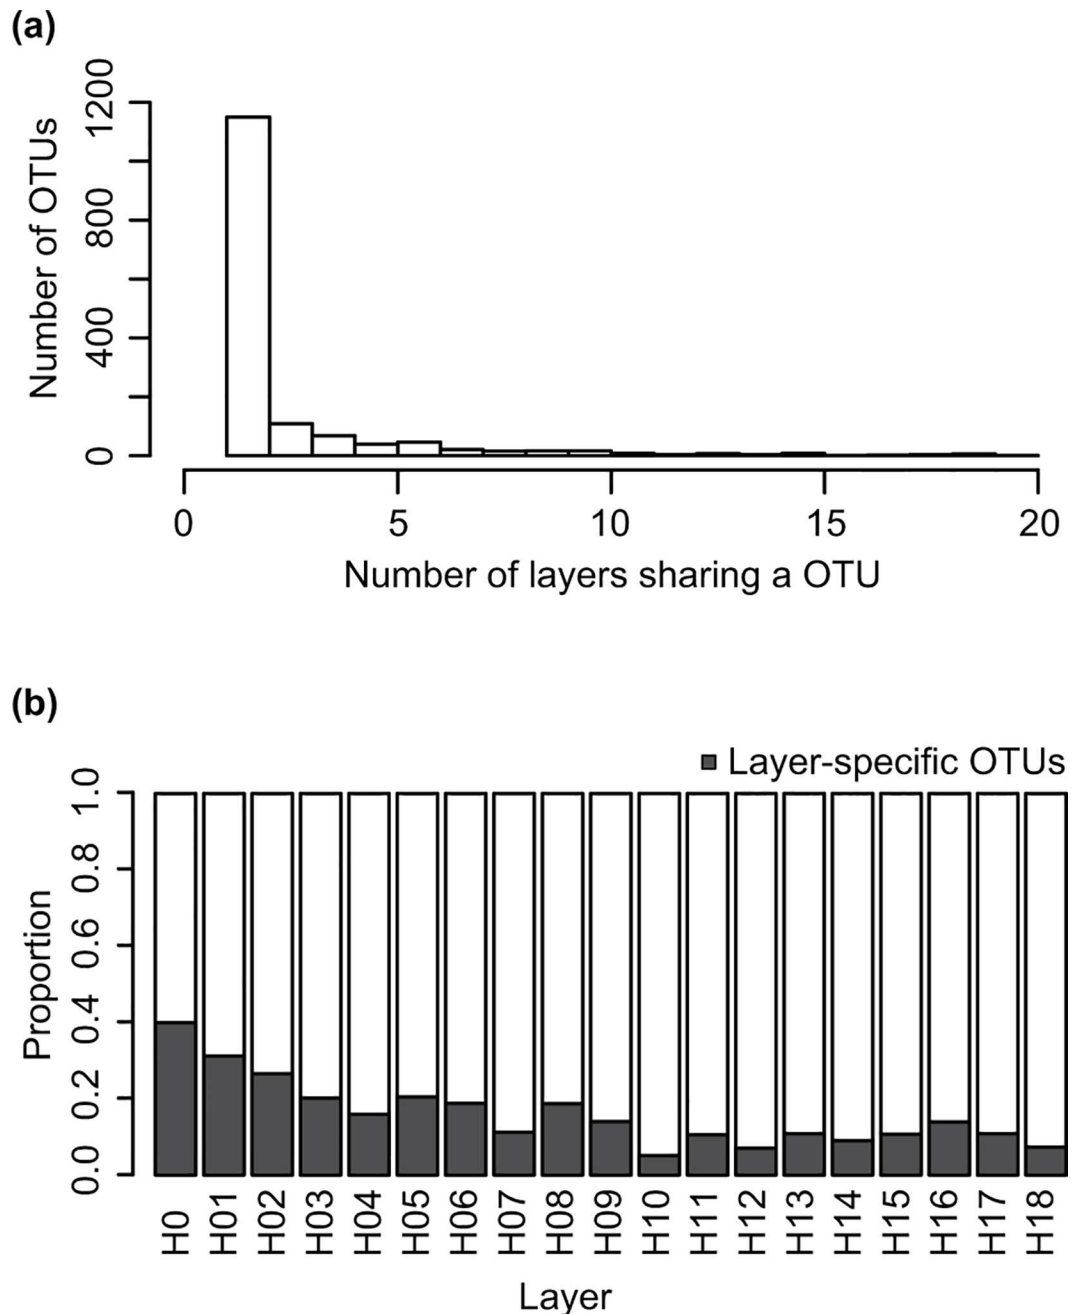 (a)
1200
800
400
0
Number of OTUs
0 5 10 15 20
Number of layers sharing a OTU
(b)
Layer-specific OTUs
1.0
0.8
0.6
0.4
0.2
0.0
Proportion
H0 H01 H02 H03 H04 H05 H06 H07 H08 H09 H10 H11 H12 H13 H14 H15 H16 H17 H18
Layer